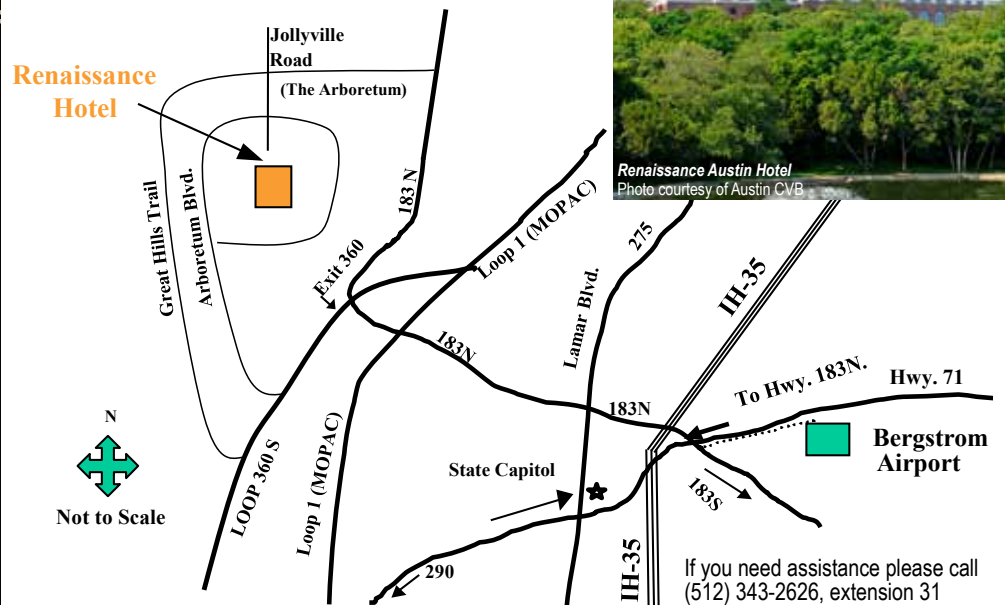 Jollyville
Road
(The Arboretum)
Renaissance
Hotel
Great Hills Trail
Arboretum Blvd.
183 N
Exit 360
Loop 1 (MOPAC)
Renaissance Austin Hotel
Photo courtesy of Austin CVB
275
Lamar Blvd.
IH-35
183N
To Hwy. 183N.
Hwy. 71
183N
Bergstrom
Airport
N
Not to Scale
LOOP 360 S
Loop 1 (MOPAC)
State Capitol
183S
290
IH-35
If you need assistance please call
(512) 343-2626, extension 31